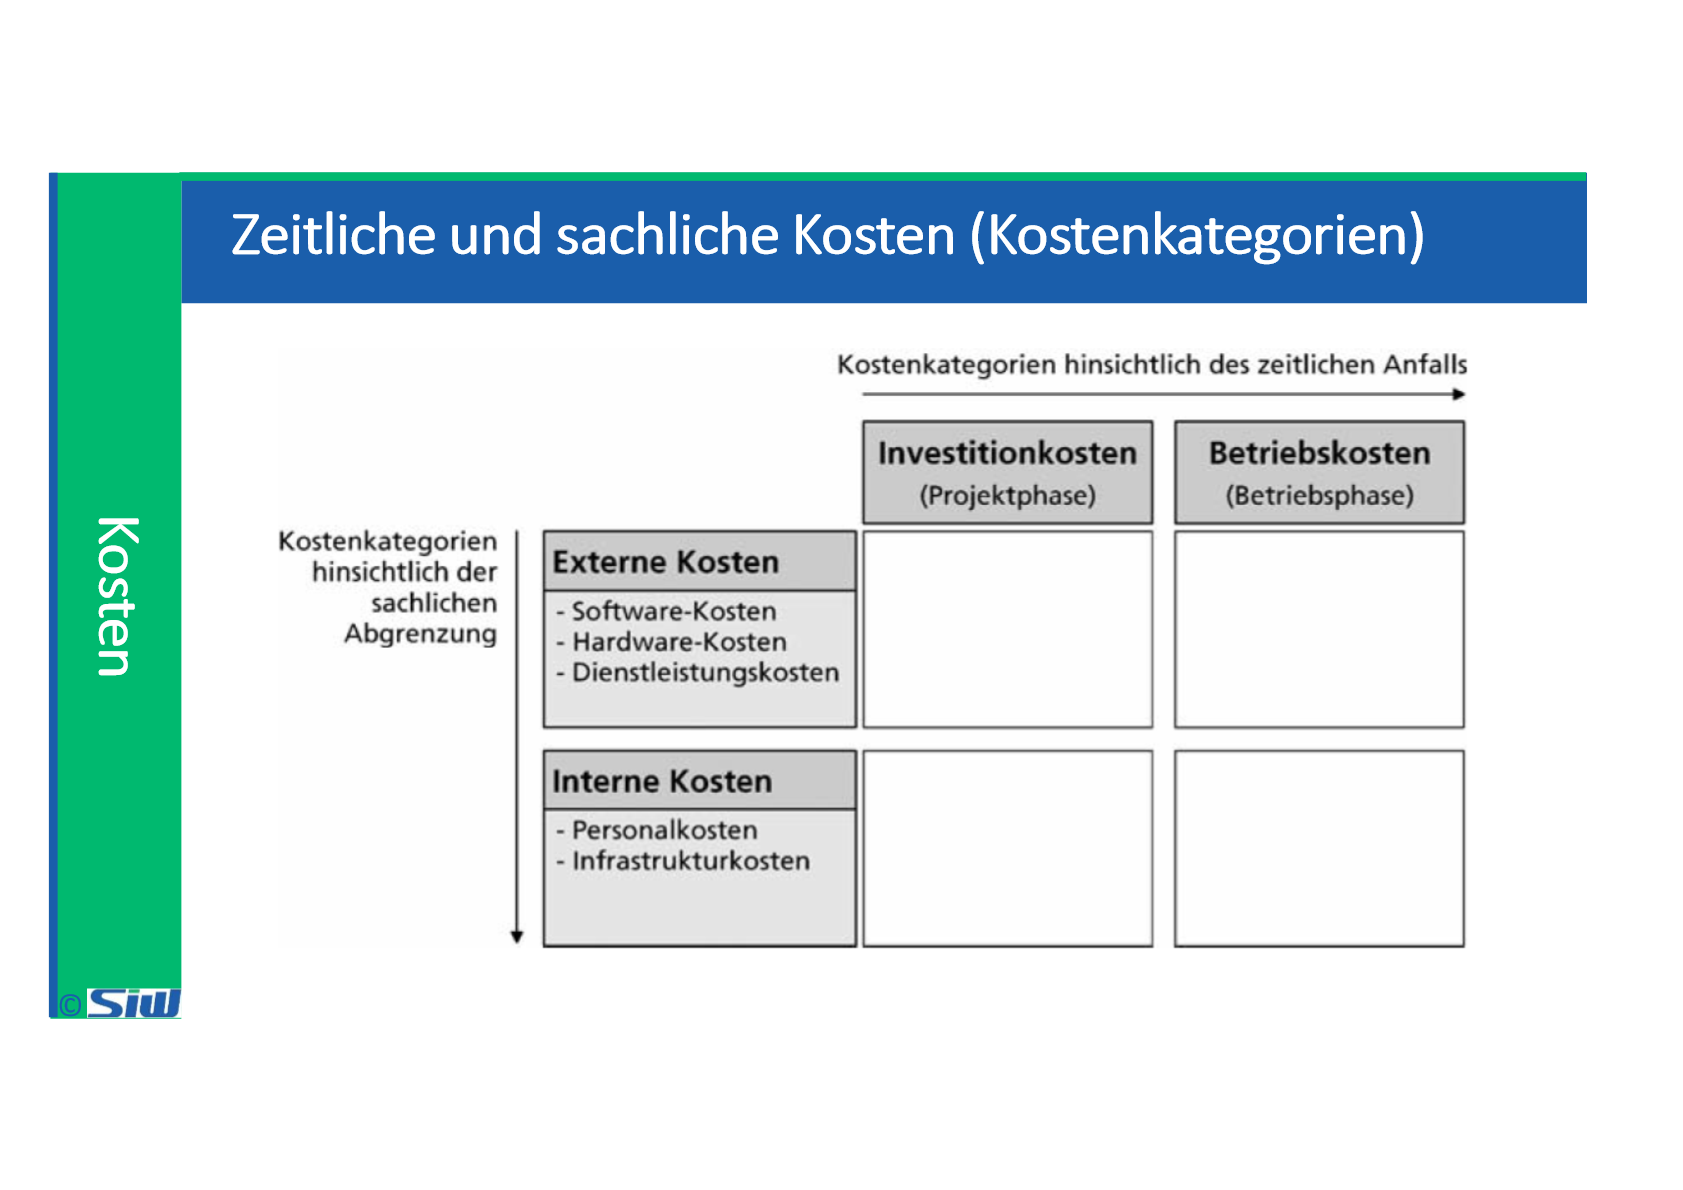 Zeitliche und sachliche Kosten (Kostenkategorien)
Kostenkategorien hinsichtlich des zeitlichen Anfalls
Investitionkosten
(Projektphase)
Betriebskosten
(Betriebsphase)
Kostenkategorien
hinsichtlich der
sachlichen
Abgrenzung
Externe Kosten
- Software-Kosten
- Hardware-Kosten
- Dienstleistungskosten
Interne Kosten
- Personalkosten
- Infrastrukturkosten
Kosten
© SiW